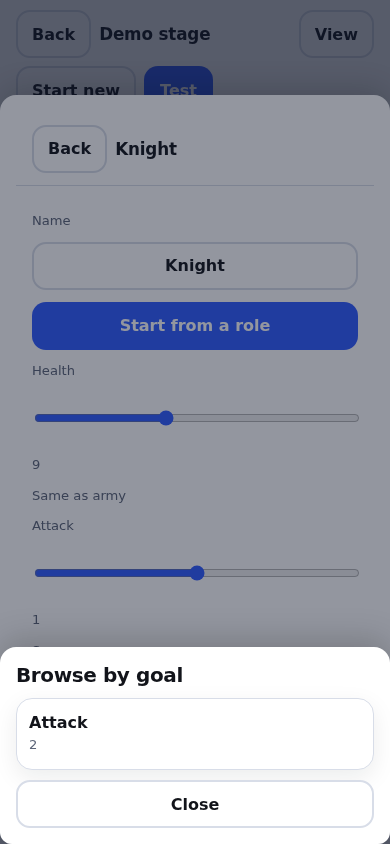 Back Demo stage View
Start new Test
Back Knight
Name
Knight
Start from a role
Health
9
Same as army
Attack
1
Browse by goal
Attack
2
Close